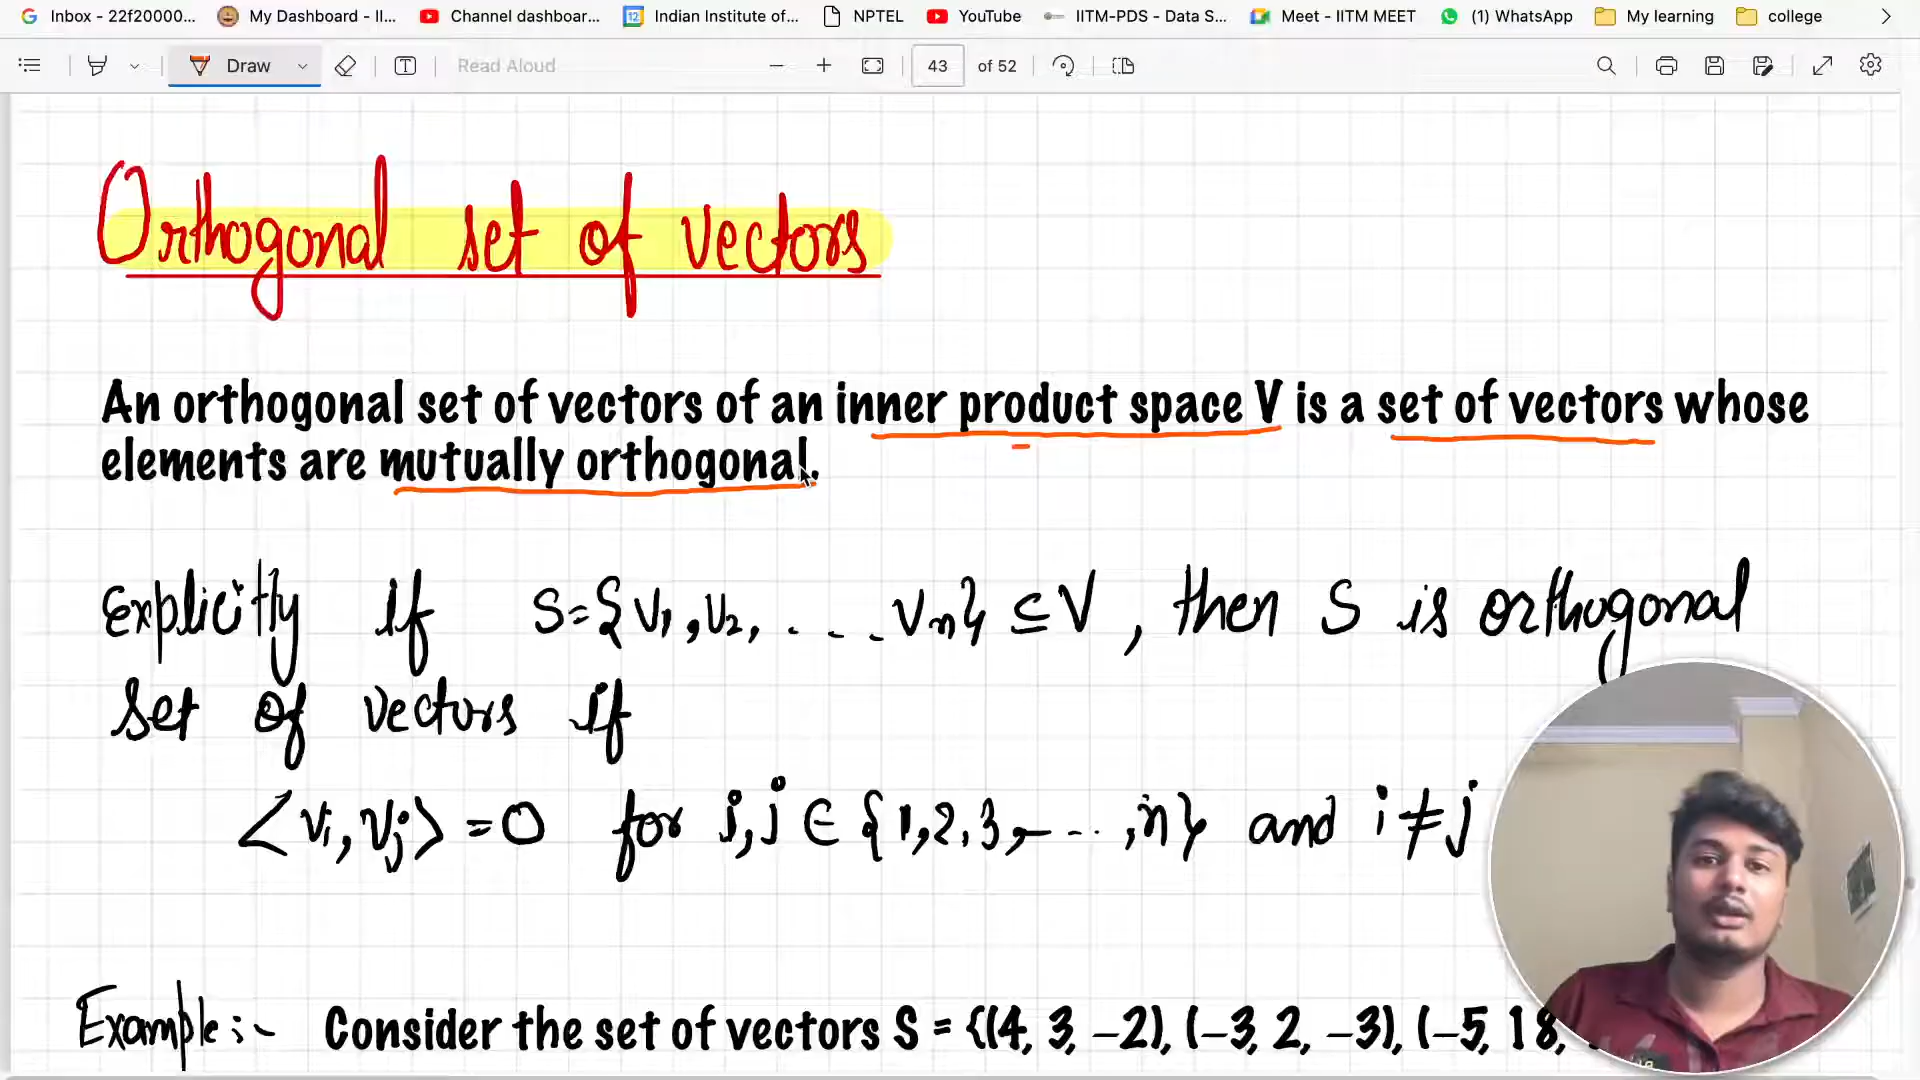 Inbox - 22f20000...
My Dashboard - II...
Channel dashboar...
Indian Institute of...
NPTEL
YouTube
IITM-PDS - Data S...
Meet - IITM MEET
(1) WhatsApp
My learning
college
Draw
Read Aloud
43 of 52
Orthogonal set of vectors
An orthogonal set of vectors of an inner product space V is a set of vectors whose
elements are mutually orthogonal.
Explicitly if S={v1,v2,.....vn} ⊆V, then S is orthogonal
set of vectors if
<vi,vj> =0 for i,j ∈ {1,2,3,....,n} and i≠j
Example:- Consider the set of vectors S = {(4, 3, –2), (–3, 2, –3), (–5, 18,